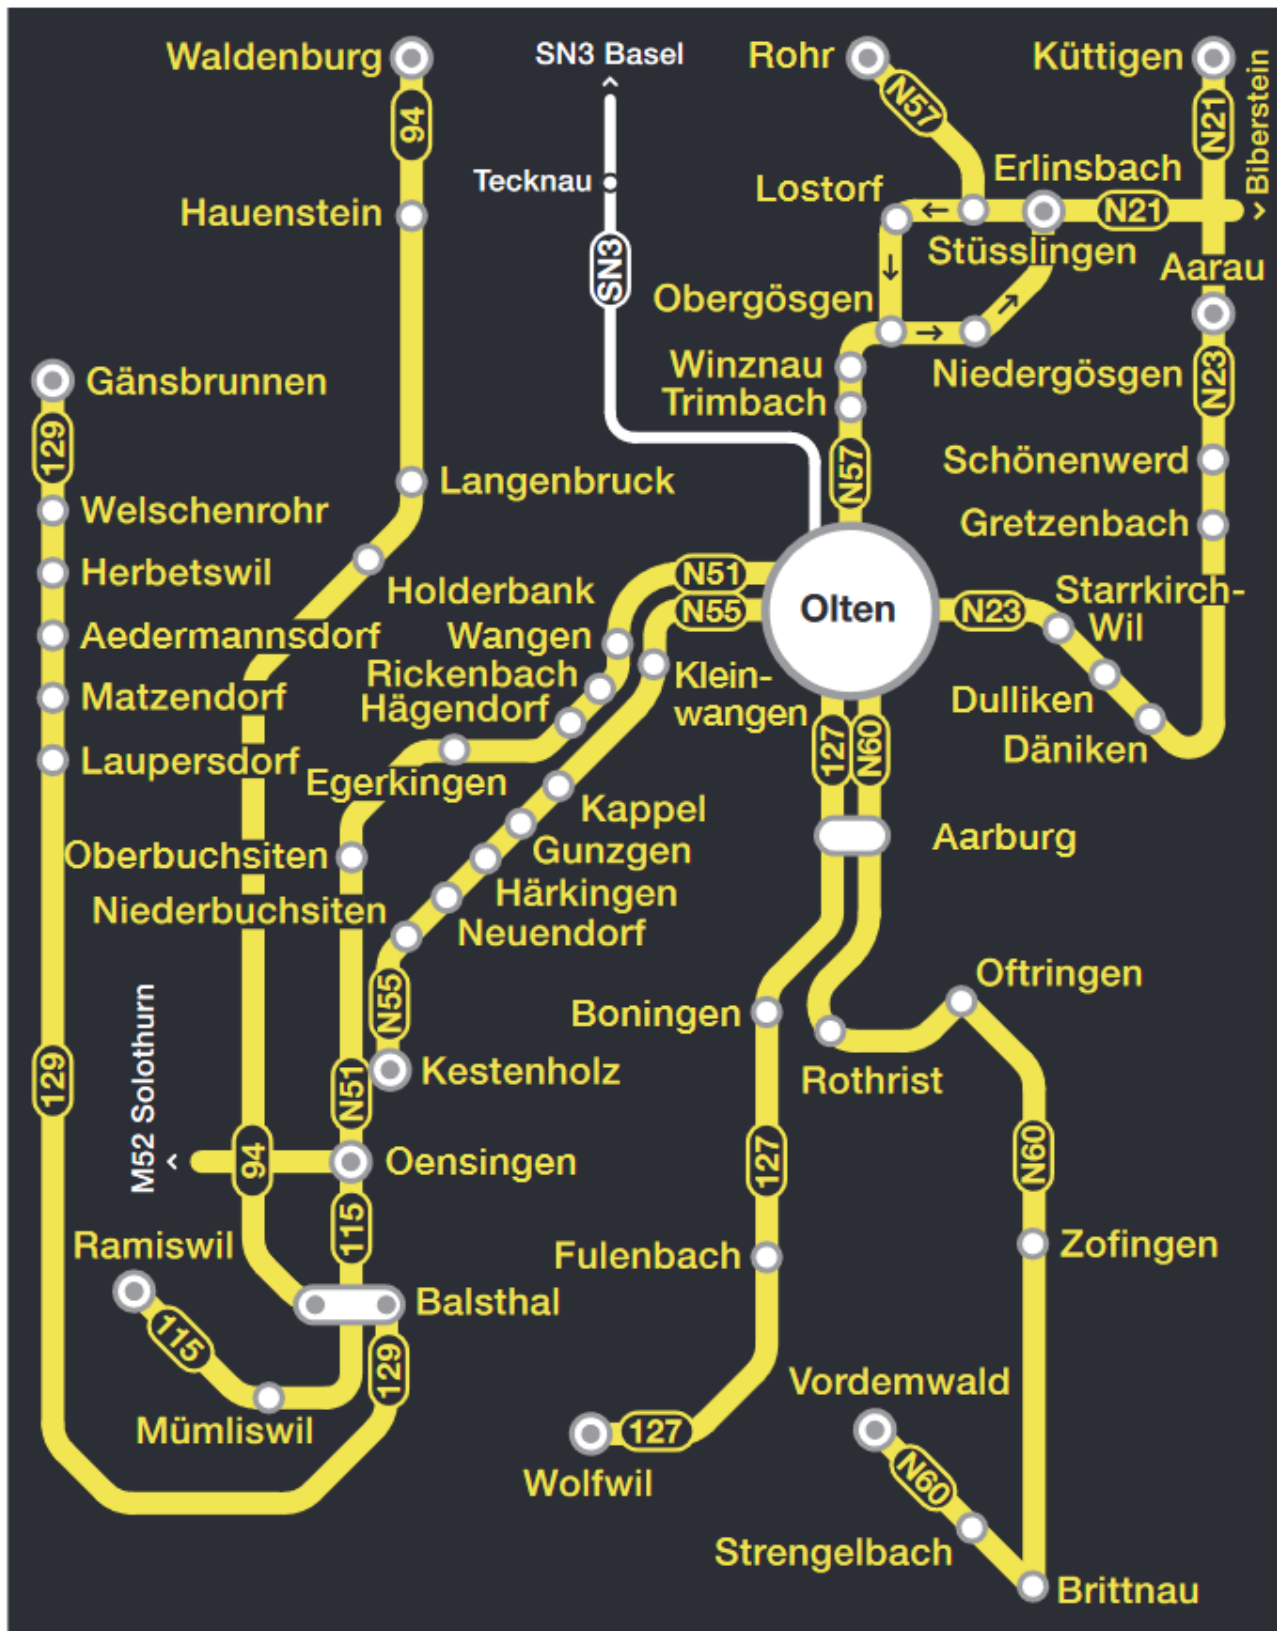 Waldenburg
SN3 Basel
Rohr
Küttigen
94
N57
N21
Biberstein
Tecknau
Erlinsbach
Lostorf
Hauenstein
N21
SN3
Stüsslingen
Aarau
Obergösgen
Winznau
Niedergösgen
N23
Gänsbrunnen
Trimbach
129
N57
Schönenwerd
Langenbruck
Welschenrohr
Gretzenbach
Herbetswil
Holderbank
N51
N55
Olten
N23
Starrkirch-
Wil
Aedermannsdorf
Wangen
Rickenbach
Klein-
wangen
Matzendorf
Hägendorf
Dulliken
Däniken
Laupersdorf
127
N60
Egerkingen
Kappel
Aarburg
Oberbuchsiten
Gunzgen
Härkingen
Niederbuchsiten
Neuendorf
Oftringen
N55
Boningen
M52 Solothurn
129
N51
Kestenholz
Rothrist
94
Oensingen
127
N60
115
Ramiswil
Fulenbach
Zofingen
Balsthal
115
129
Vordemwald
Mümliswil
127
Wolfwil
N60
Strengelbach
Brittnau